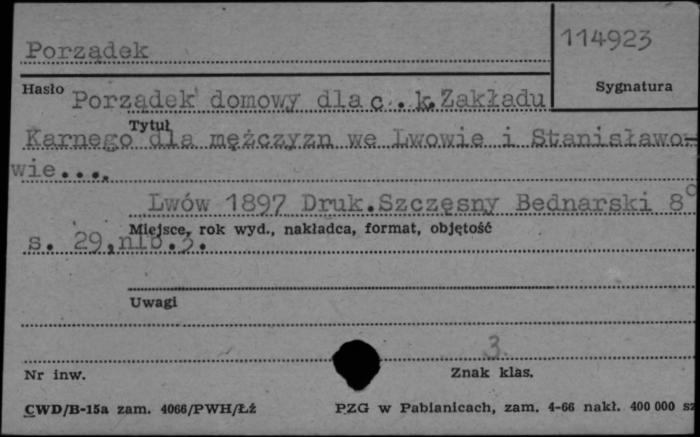 Porządek
114923
Hasło
Sygnatura
Porządek domowy dla c. k. Zakładu
Tytuł
Karnego dla mężczyzn we Lwowie i Stanisławo-
wie....
Lwów 1897 Druk.Szczęsny Bednarski 8°
Miejsce, rok wyd., nakładca, format, objętość
s. 29,nlb.3.
Uwagi
3.
Nr inw.
Znak klas.
CWD/B-15a zam. 4066/PWH/Łź
PZG w Pabianicach, zam. 4-66 nakł. 400 000 sz